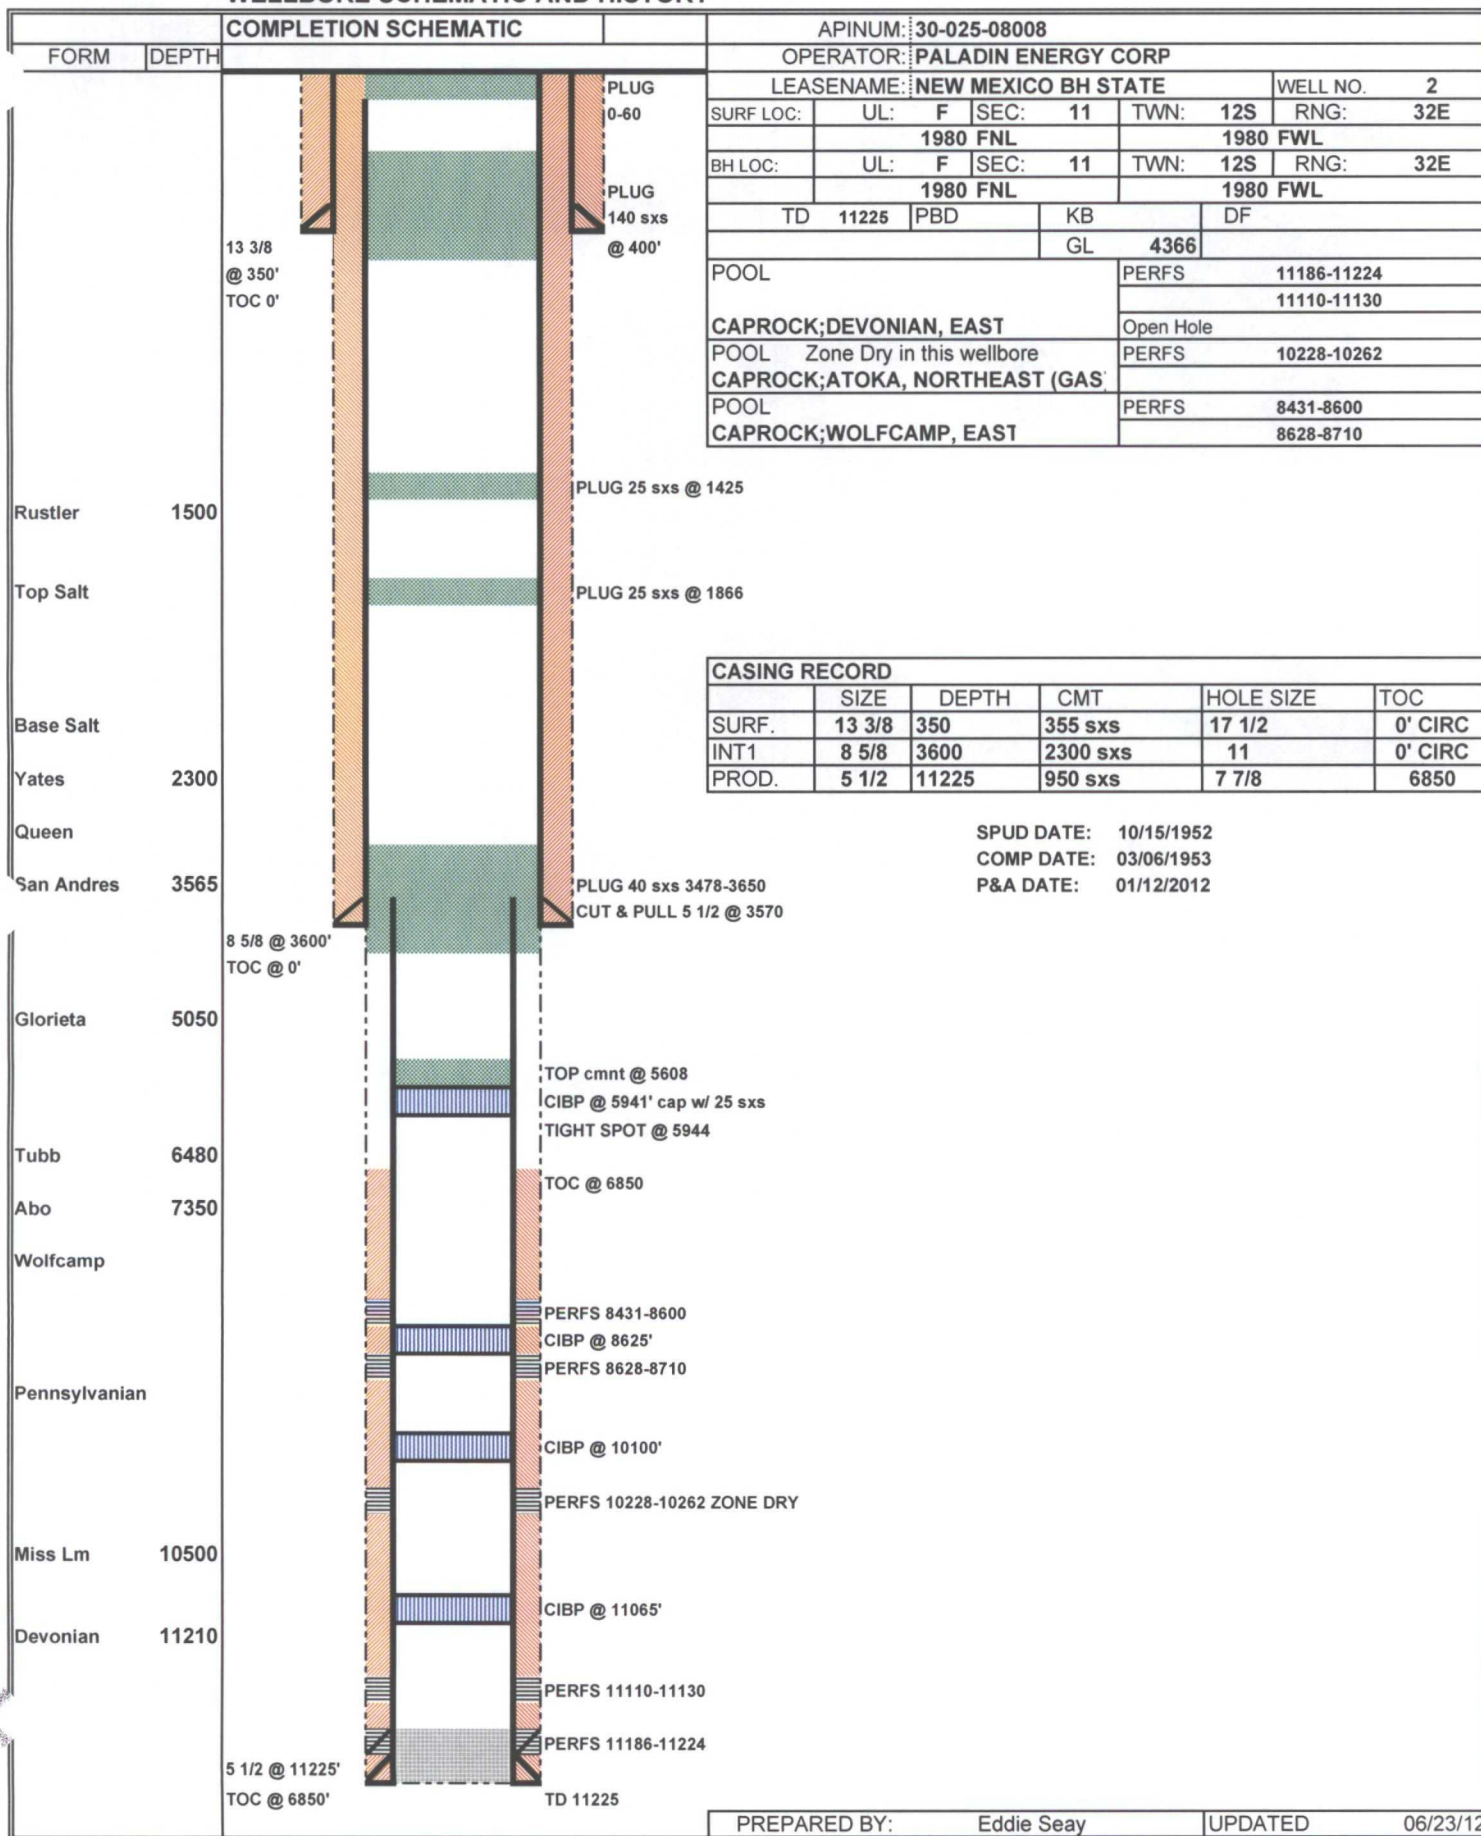 COMPLETION SCHEMATIC
FORM DEPTH
APINUM: 30-025-08008
OPERATOR: PALADIN ENERGY CORP
LEASENAME: NEW MEXICO BH STATE WELL NO. 2
SURF LOC: UL: F SEC: 11 TWN: 12S RNG: 32E
1980 FNL 1980 FWL
BH LOC: UL: F SEC: 11 TWN: 12S RNG: 32E
1980 FNL 1980 FWL
TD 11225 PBD KB DF
GL 4366
POOL PERFS 11186-11224
11110-11130
CAPROCK;DEVONIAN, EAST Open Hole
POOL Zone Dry in this wellbore PERFS 10228-10262
CAPROCK;ATOKA, NORTHEAST (GAS
POOL PERFS 8431-8600
CAPROCK;WOLFCAMP, EAST 8628-8710
PLUG
0-60
PLUG
140 sxs
@ 400'
13 3/8
@ 350'
TOC 0'
PLUG 25 sxs @ 1425
Rustler 1500
Top Salt
PLUG 25 sxs @ 1866
CASING RECORD
SIZE DEPTH CMT HOLE SIZE TOC
SURF. 13 3/8 350 355 sxs 17 1/2 0' CIRC
INT1 8 5/8 3600 2300 sxs 11 0' CIRC
PROD. 5 1/2 11225 950 sxs 7 7/8 6850
Base Salt
Yates 2300
Queen
San Andres 3565
SPUD DATE: 10/15/1952
COMP DATE: 03/06/1953
P&A DATE: 01/12/2012
PLUG 40 sxs 3478-3650
CUT & PULL 5 1/2 @ 3570
8 5/8 @ 3600'
TOC @ 0'
Glorieta 5050
TOP cmnt @ 5608
CIBP @ 5941' cap w/ 25 sxs
TIGHT SPOT @ 5944
Tubb 6480
TOC @ 6850
Abo 7350
Wolfcamp
PERFS 8431-8600
CIBP @ 8625'
PERFS 8628-8710
Pennsylvanian
CIBP @ 10100'
PERFS 10228-10262 ZONE DRY
Miss Lm 10500
CIBP @ 11065'
Devonian 11210
PERFS 11110-11130
PERFS 11186-11224
5 1/2 @ 11225'
TOC @ 6850'
TD 11225
PREPARED BY: Eddie Seay UPDATED 06/23/12